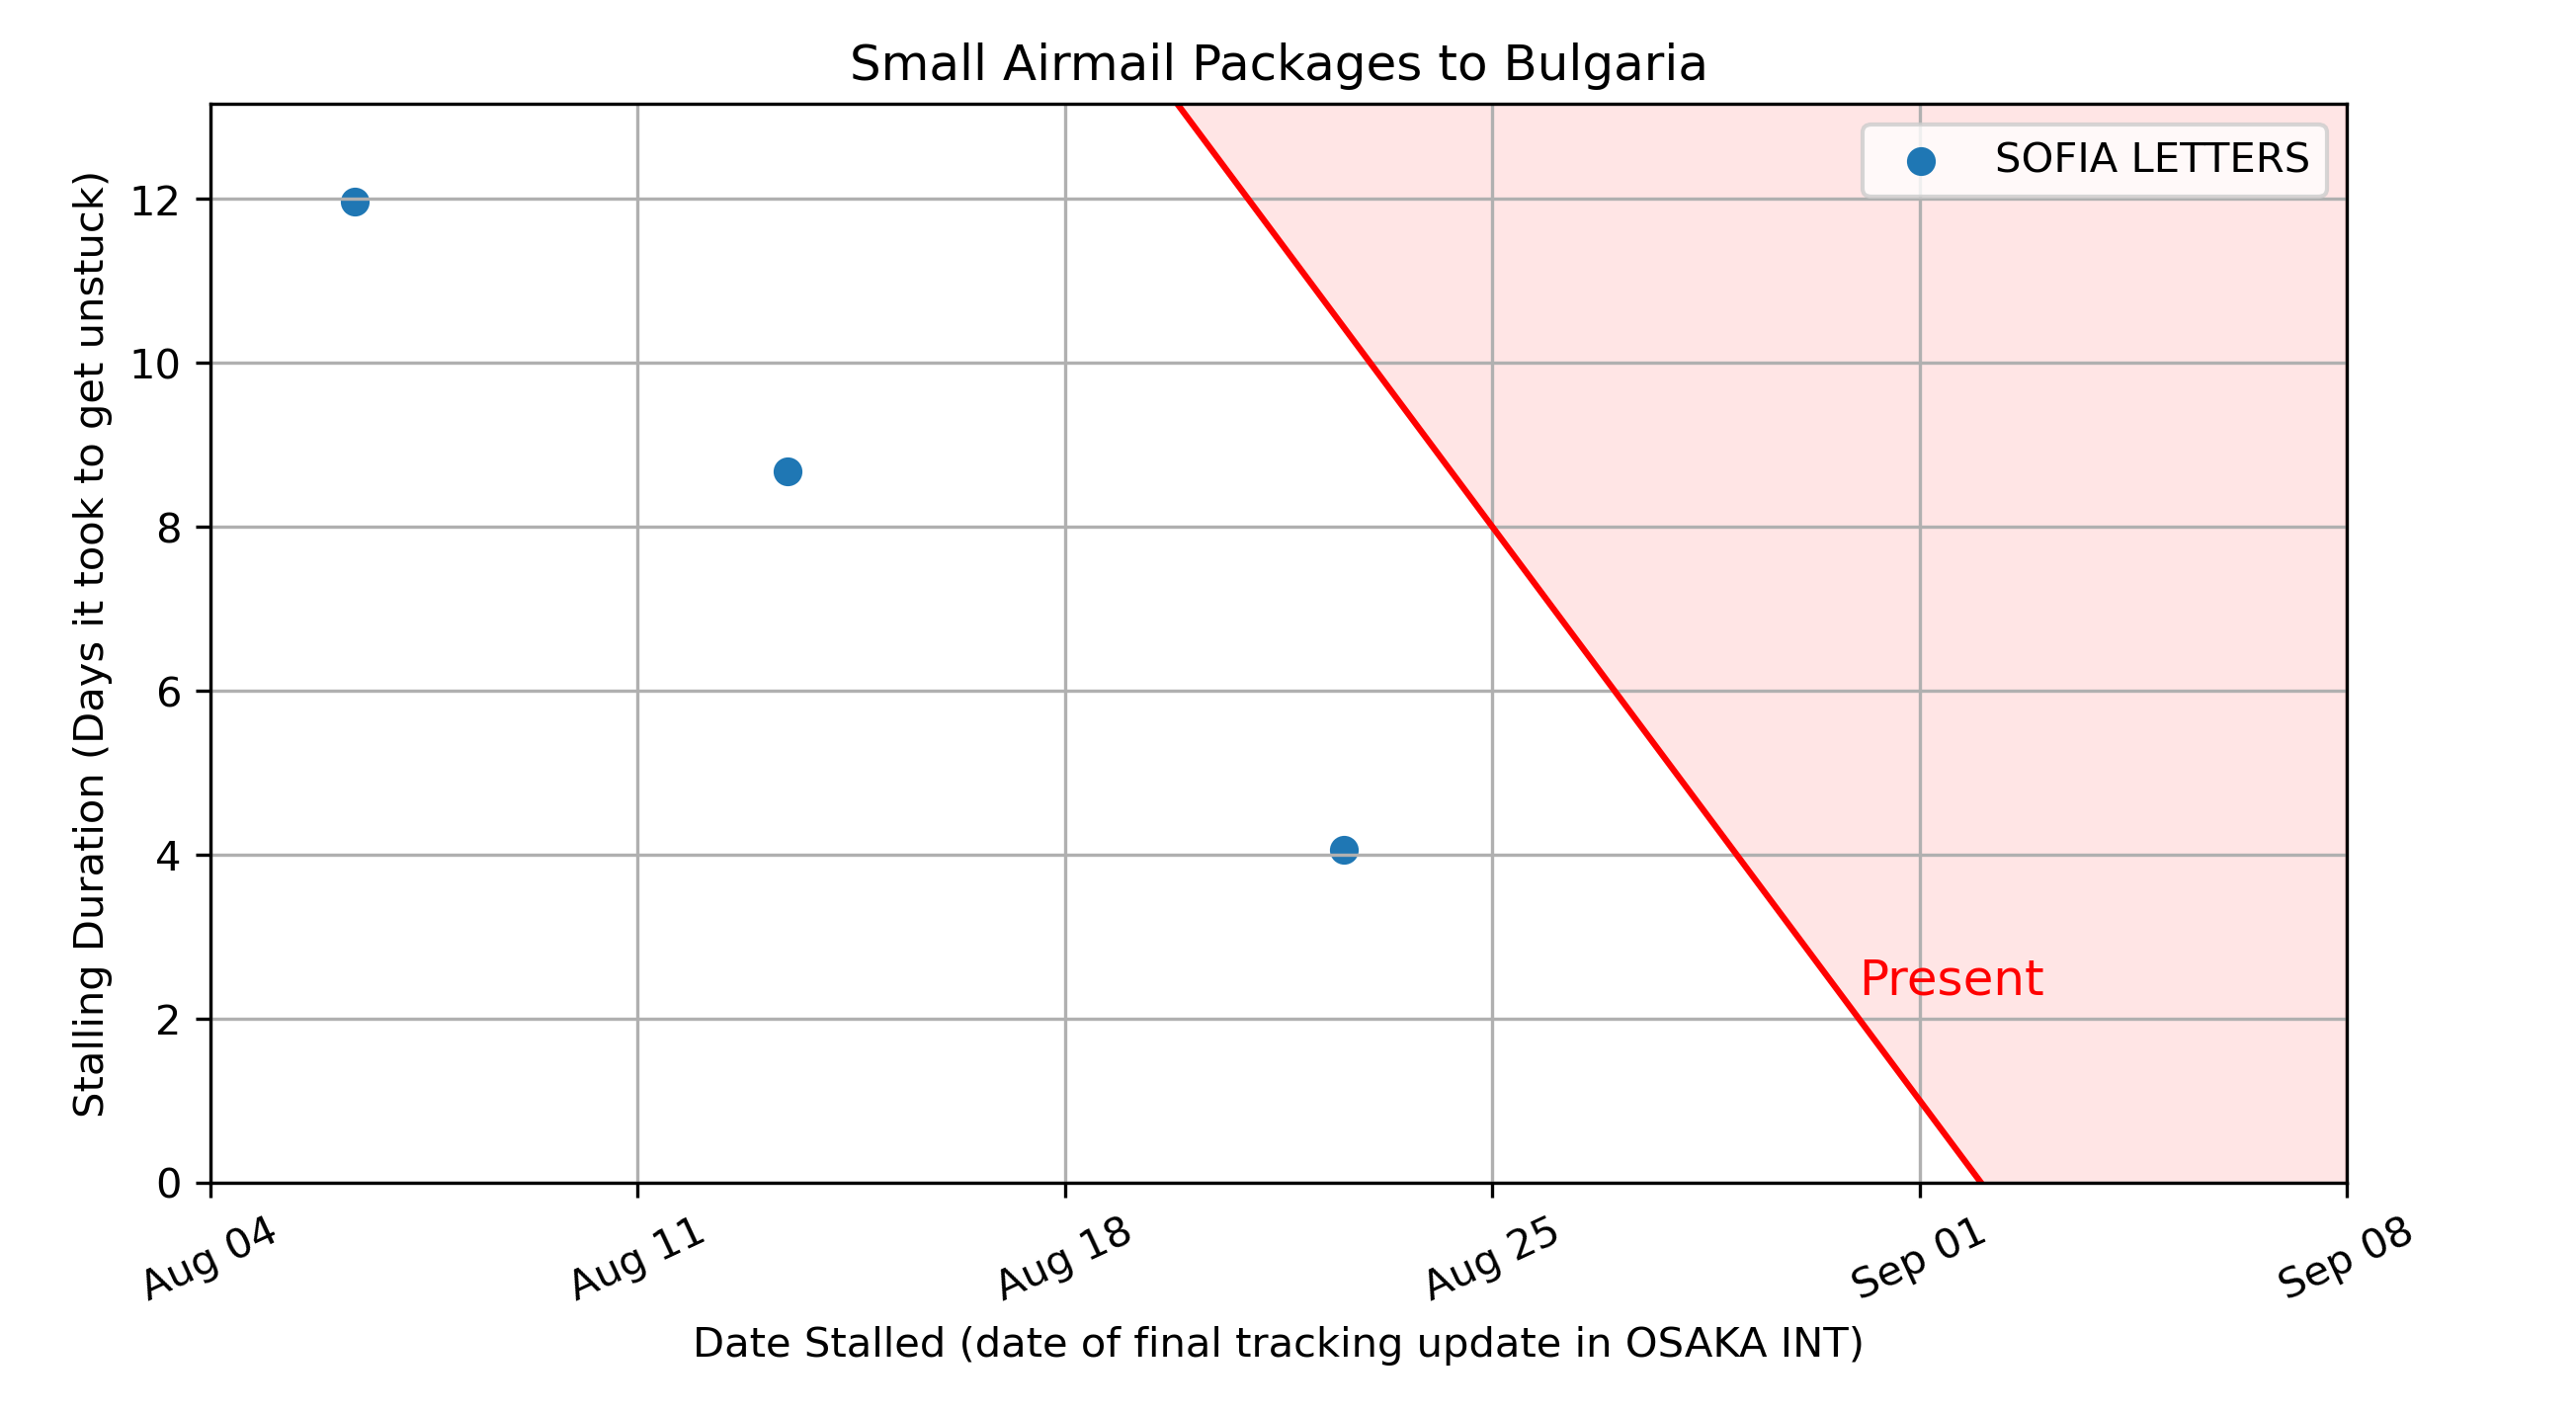 Small Airmail Packages to Bulgaria
SOFIA LETTERS
Stalling Duration (Days it took to get unstuck)
12
10
8
6
4
2
0
Present
Aug 04
Aug 11
Aug 18
Aug 25
Sep 01
Sep 08
Date Stalled (date of final tracking update in OSAKA INT)